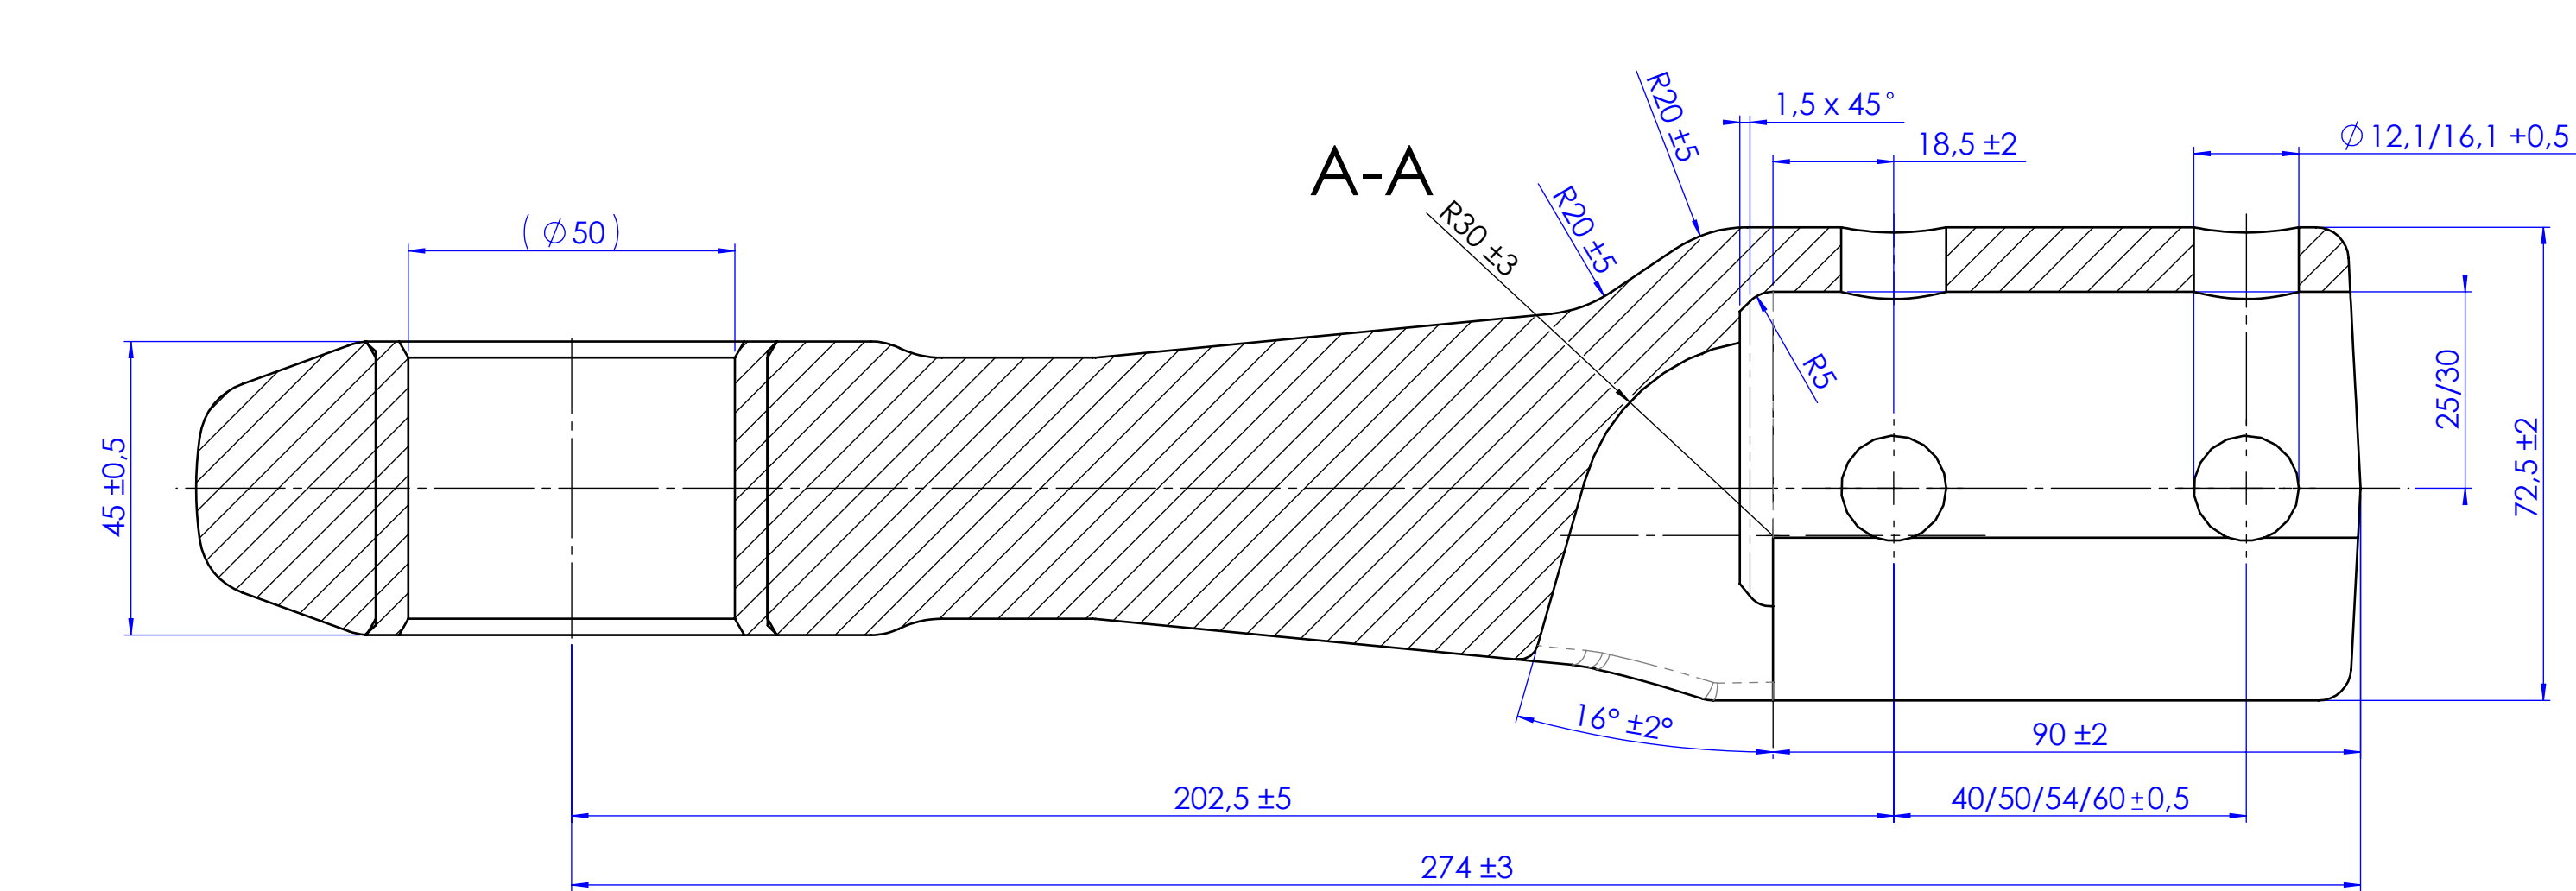 R20 ±5
1,5 x 45°
18,5 ±2
Ø 12,1/16,1 +0,5
A-A
R30 ±3
R20 ±5
( Ø 50 )
R5
25/30
45 ±0,5
72,5 ±2
16° ±2°
90 ±2
202,5 ±5
40/50/54/60 ±0,5
274 ±3